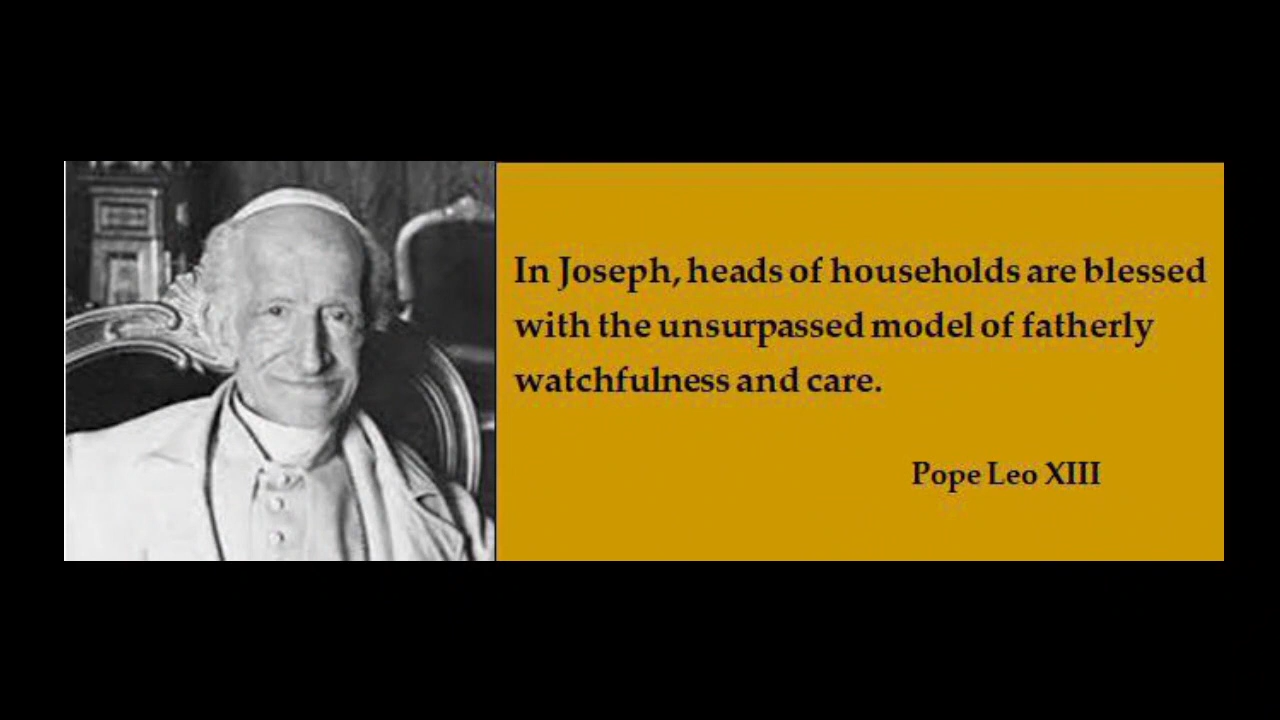 In Joseph, heads of households are blessed
with the unsurpassed model of fatherly
watchfulness and care.
Pope Leo XIII